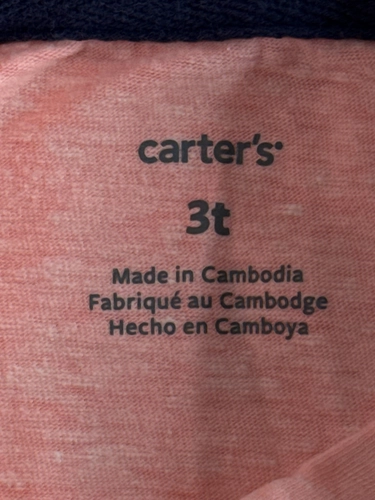 carter's
3t
Made in Cambodia
Fabriqué au Cambodge
Hecho en Camboya